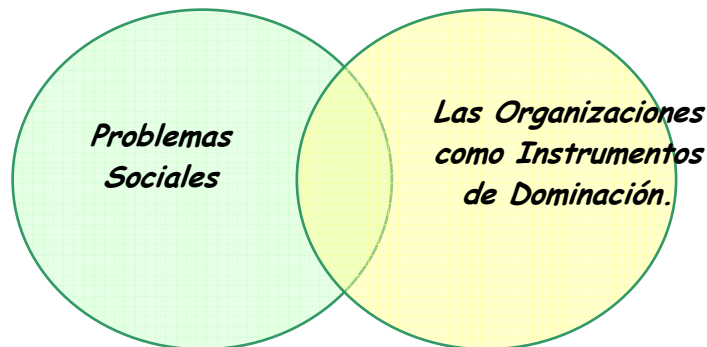 Problemas
Sociales
Las Organizaciones
como Instrumentos
de Dominación.